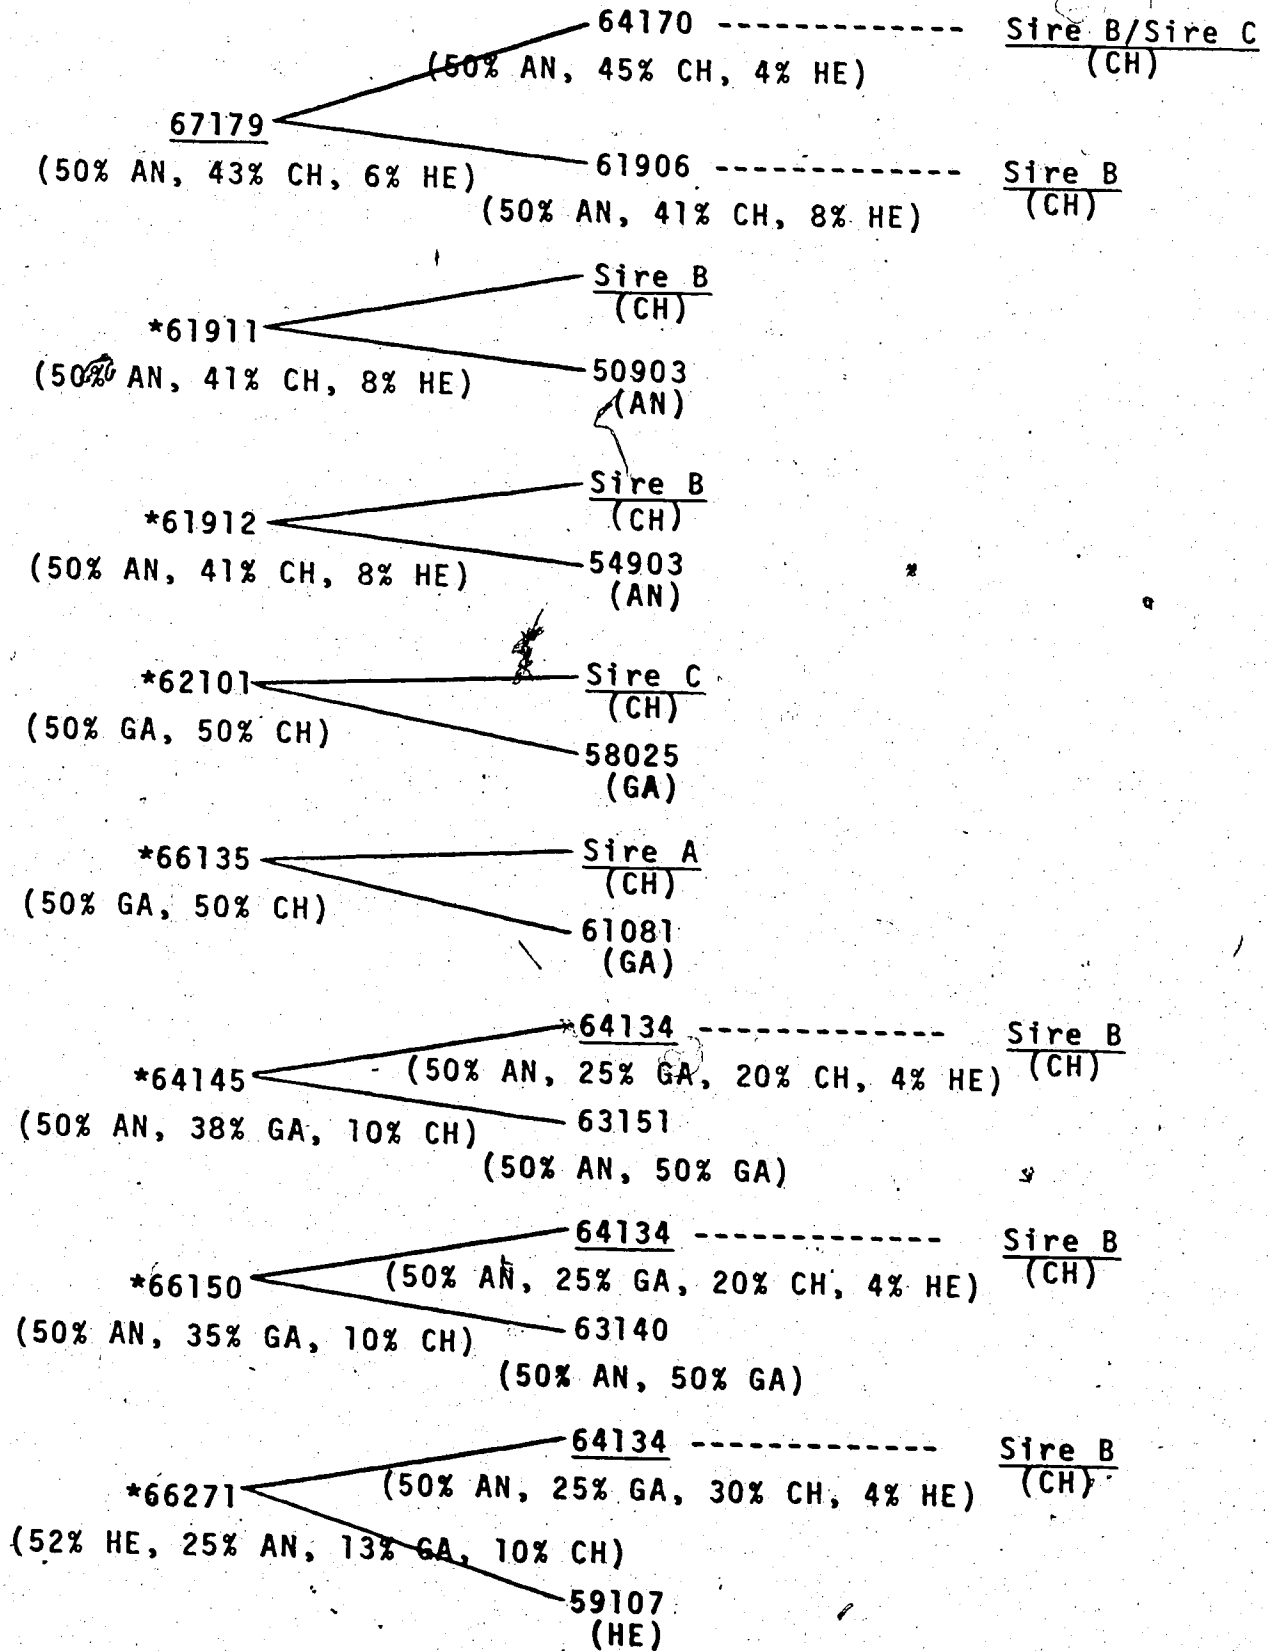 64170 ------------- Sire B/Sire C
(50% AN, 45% CH, 4% HE) (CH)
67179
(50% AN, 43% CH, 6% HE)
61906 ------------- Sire B
(50% AN, 41% CH, 8% HE) (CH)
Sire B
(CH)
*61911
(50% AN, 41% CH, 8% HE)
50903
(AN)
Sire B
(CH)
*61912
(50% AN, 41% CH, 8% HE)
54903
(AN)
Sire C
(CH)
*62101
(50% GA, 50% CH)
58025
(GA)
Sire A
(CH)
*66135
(50% GA, 50% CH)
61081
(GA)
64134 ------------- Sire B
(50% AN, 25% GA, 20% CH, 4% HE) (CH)
*64145
(50% AN, 38% GA, 10% CH)
63151
(50% AN, 50% GA)
64134 ------------- Sire B
(50% AN, 25% GA, 20% CH, 4% HE) (CH)
*66150
(50% AN, 35% GA, 10% CH)
63140
(50% AN, 50% GA)
64134 ------------- Sire B
(50% AN, 25% GA, 30% CH, 4% HE) (CH)
*66271
(52% HE, 25% AN, 13% GA, 10% CH)
59107
(HE)